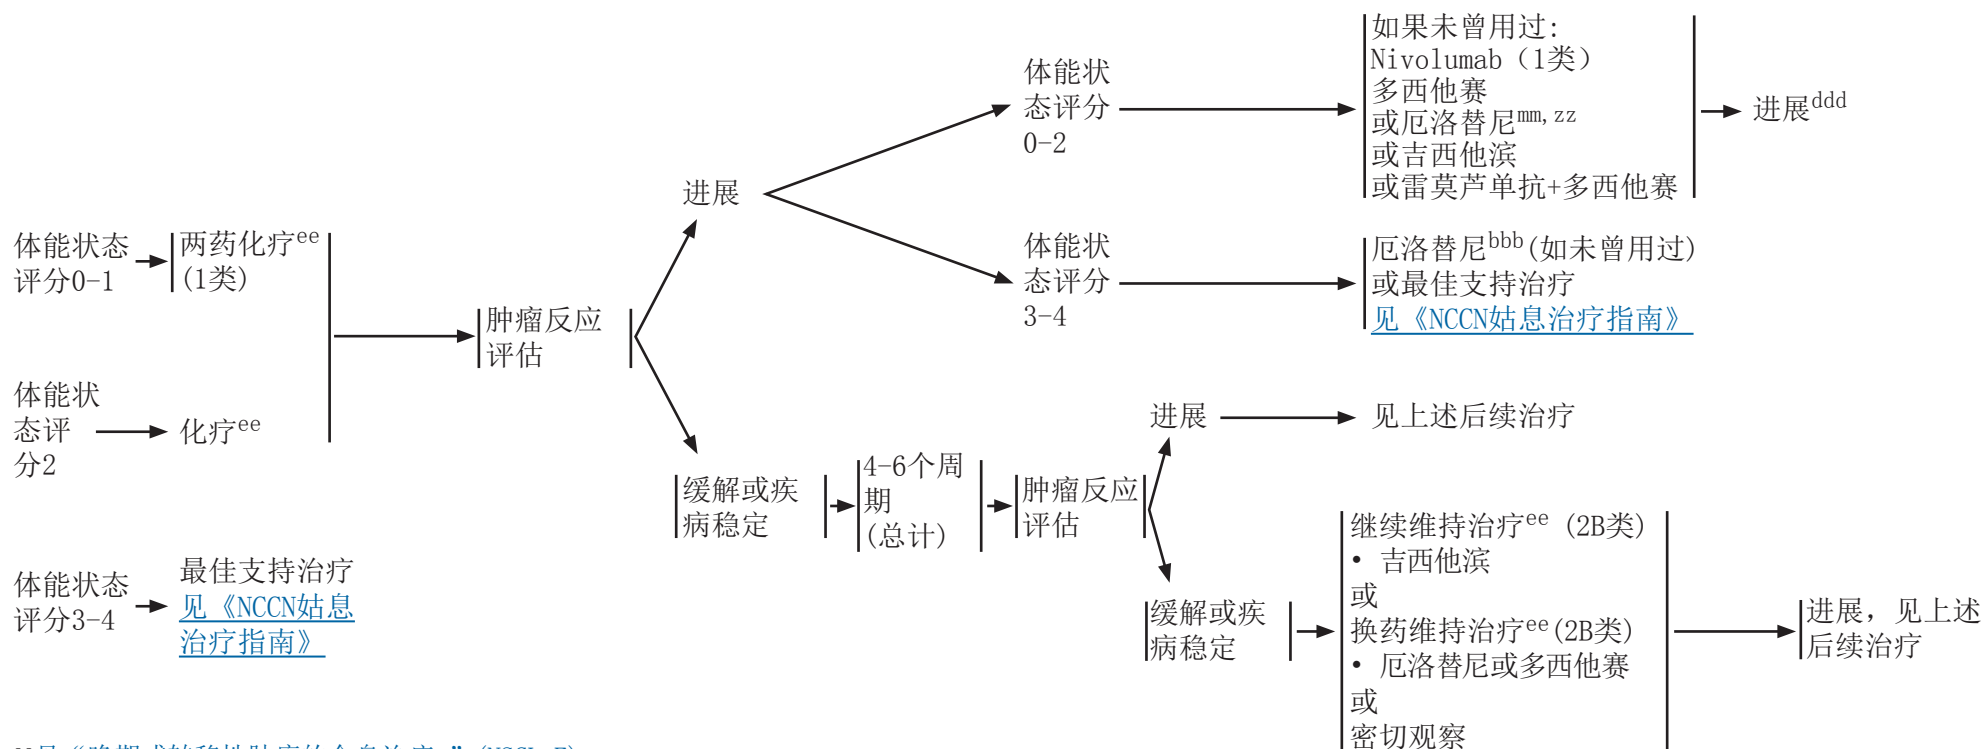 体能状态
评分0-1
两药化疗ee
(1类)
体能状
态评
分2
化疗ee
体能状态
评分3-4
最佳支持治疗
见《NCCN姑息
治疗指南》
肿瘤反应
评估
进展
体能状
态评分
0-2
如果未曾用过:
Nivolumab（1类）
多西他赛
或厄洛替尼mm,zz
或吉西他滨
或雷莫芦单抗+多西他赛
进展ddd
体能状
态评分
3-4
厄洛替尼bbb(如未曾用过)
或最佳支持治疗
见《NCCN姑息治疗指南》
缓解或疾
病稳定
4-6个周
期
(总计)
肿瘤反应
评估
进展
见上述后续治疗
缓解或疾
病稳定
继续维持治疗ee (2B类)
• 吉西他滨
或
换药维持治疗ee(2B类)
• 厄洛替尼或多西他赛
或
密切观察
进展，见上述
后续治疗